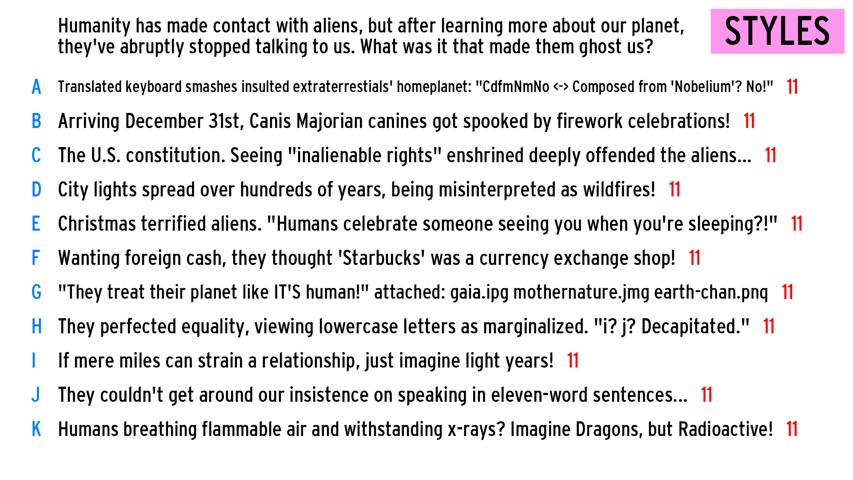 Humanity has made contact with aliens, but after learning more about our planet,
they've abruptly stopped talking to us. What was it that made them ghost us?
STYLES
A Translated keyboard smashes insulted extraterrestials' homeplanet: "CdfmNmNo <-> Composed from 'Nobelium'? No!" 11
B Arriving December 31st, Canis Majorian canines got spooked by firework celebrations! 11
C The U.S. constitution. Seeing "inalienable rights" enshrined deeply offended the aliens... 11
D City lights spread over hundreds of years, being misinterpreted as wildfires! 11
E Christmas terrified aliens. "Humans celebrate someone seeing you when you're sleeping?!" 11
F Wanting foreign cash, they thought 'Starbucks' was a currency exchange shop! 11
G "They treat their planet like IT'S human!" attached: gaia.ipg mothernature.jmg earth-chan.pnq 11
H They perfected equality, viewing lowercase letters as marginalized. "i? j? Decapitated." 11
I If mere miles can strain a relationship, just imagine light years! 11
J They couldn't get around our insistence on speaking in eleven-word sentences... 11
K Humans breathing flammable air and withstanding x-rays? Imagine Dragons, but Radioactive! 11